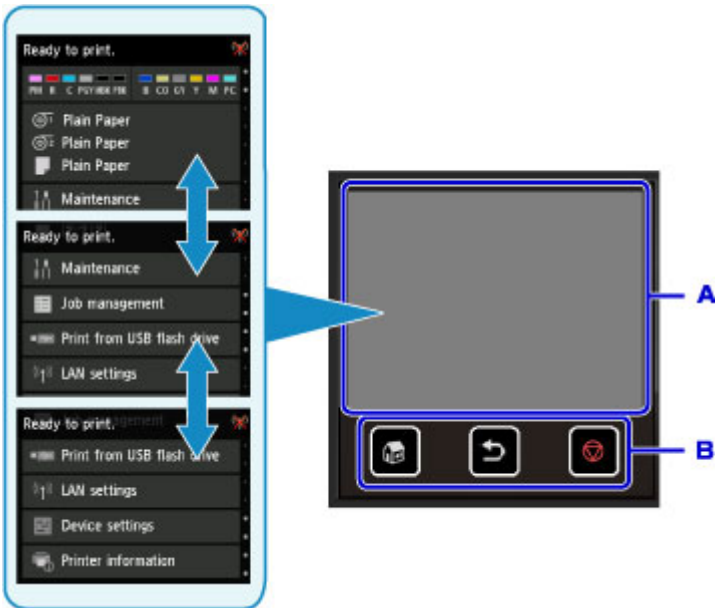 Ready to print.
PM R C PGY MBK PBK B CO GY Y M PC
Plain Paper
Plain Paper
Plain Paper
Maintenance
Ready to print.
Maintenance
Job management
Print from USB flash drive
LAN settings
Ready to print.
Print from USB flash drive
LAN settings
Device settings
Printer information
A
B